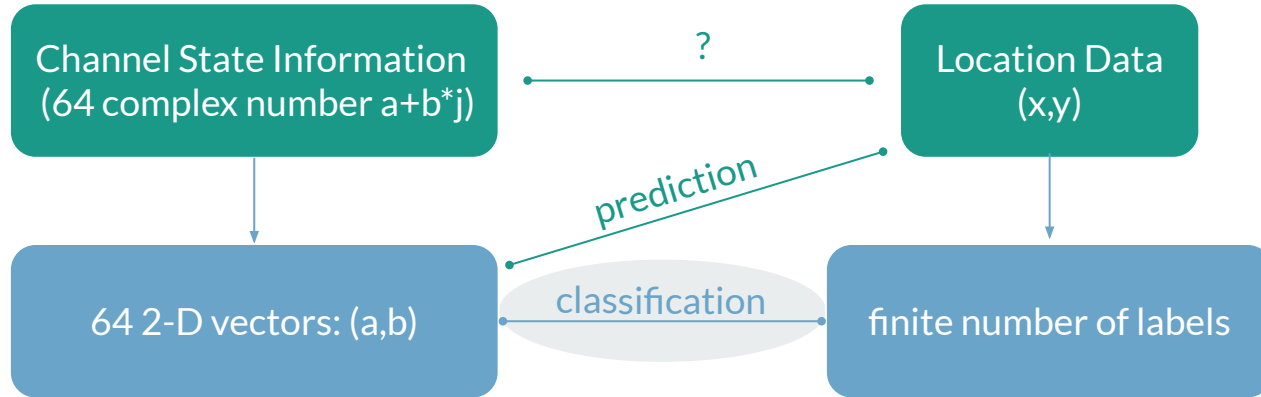 Channel State Information
(64 complex number a+b*j)
?
Location Data
(x,y)
prediction
64 2-D vectors: (a,b)
classification
finite number of labels